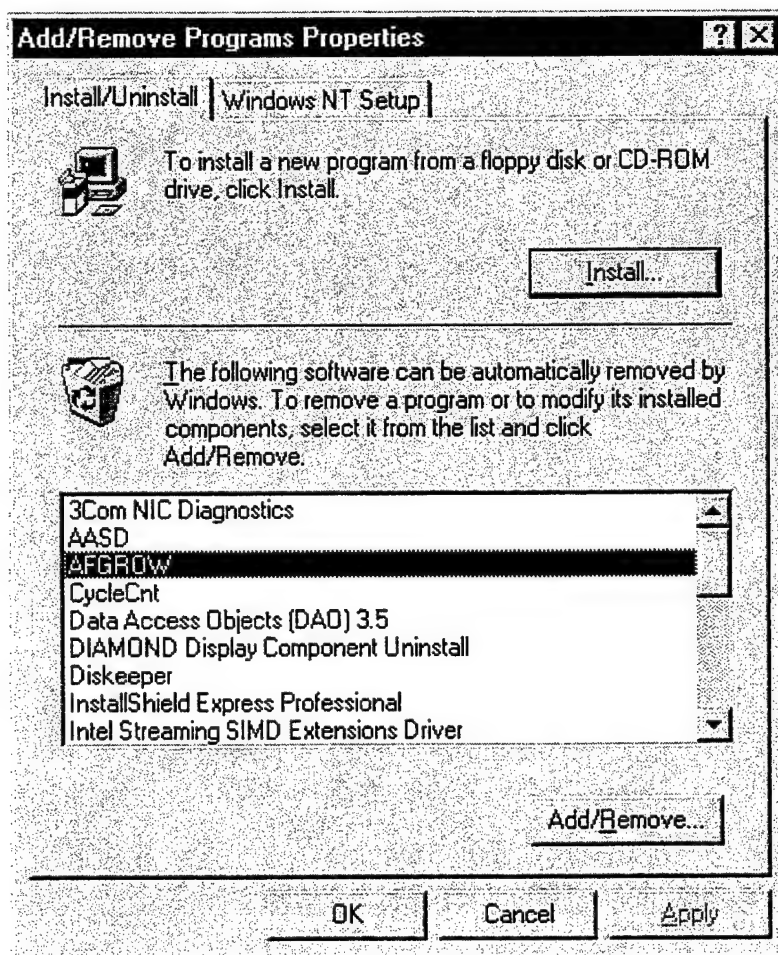 Add/Remove Programs Properties
Install/Uninstall
Windows NT Setup
To install a new program from a floppy disk or CD-ROM
drive, click Install.
Install...
The following software can be automatically removed by
Windows. To remove a program or to modify its installed
components, select it from the list and click
Add/Remove.
3Com NIC Diagnostics
AASD
AFGROW
CycleCnt
Data Access Objects (DAO) 3.5
DIAMOND Display Component Uninstall
Diskeeper
InstallShield Express Professional
Intel Streaming SIMD Extensions Driver
Add/Remove...
OK
Cancel
Apply